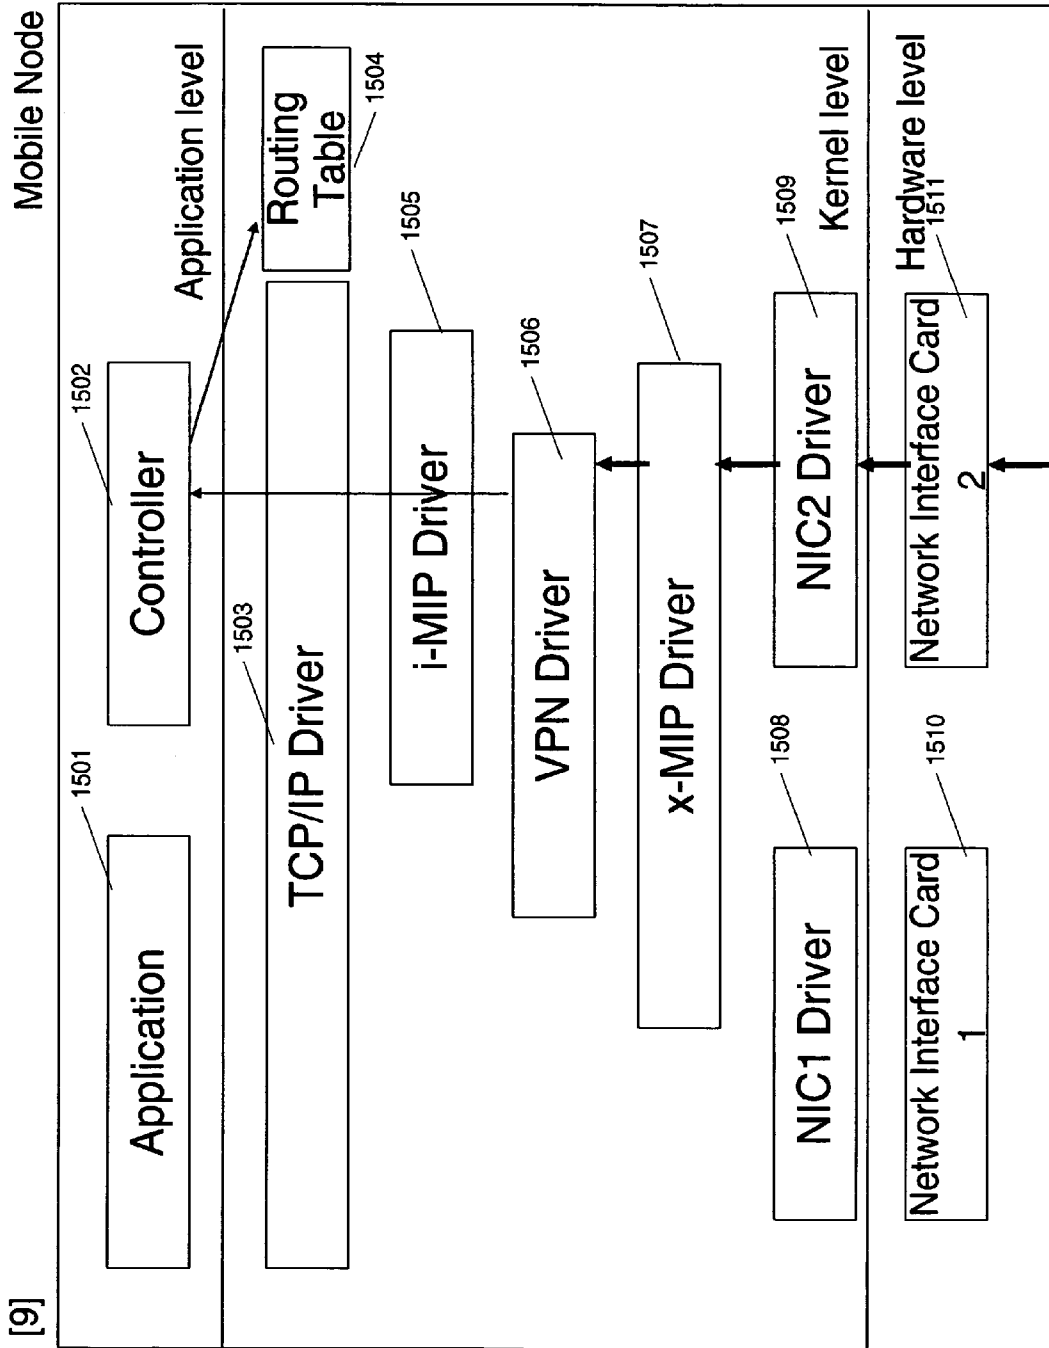 [9]
Mobile Node
Application level
1501
Application
1502
Controller
1503
TCP/IP Driver
Routing
Table
1504
1505
i-MIP Driver
1506
VPN Driver
1507
x-MIP Driver
1508
NIC1 Driver
1509
NIC2 Driver
Kernel level
Hardware level
1510
Network Interface Card
1
1511
Network Interface Card
2